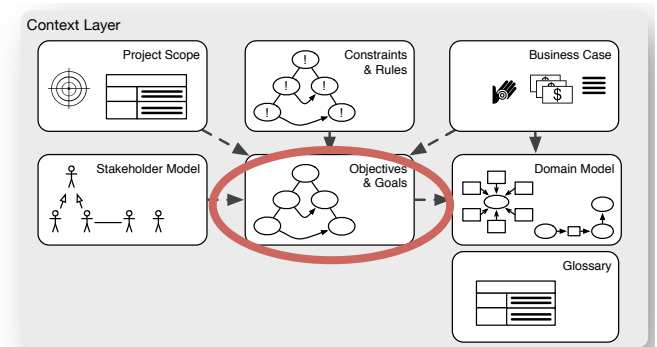 Context Layer
Project Scope
Constraints
& Rules
Business Case
!
!
!
!
!
$
Stakeholder Model
Objectives
& Goals
Domain Model
Glossary